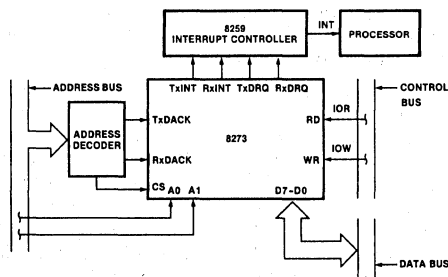 8259
INTERRUPT CONTROLLER
INT
PROCESSOR
TxINT RxINT TxDRQ RxDRQ
ADDRESS BUS
CONTROL
BUS
ADDRESS
DECODER
TxDACK
RxDACK
CS
A0 A1
8273
RD
WR
D7-D0
IOR
IOW
DATA BUS